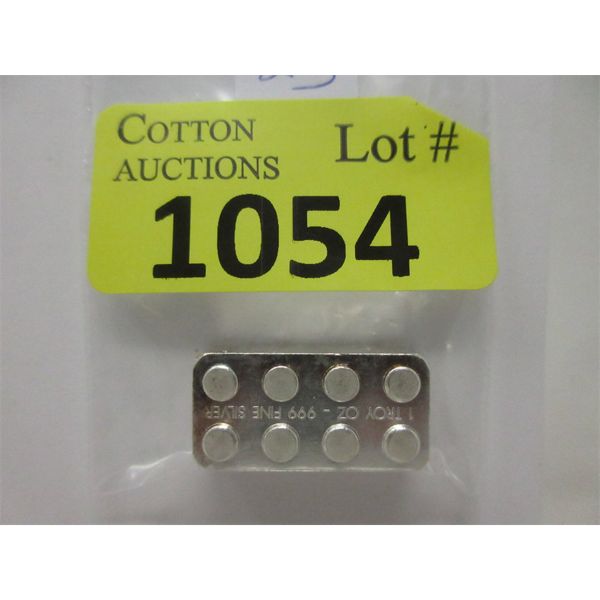 COTTON
AUCTIONS
Lot #
1054
1 TROY OZ - 999 FINE SILVER